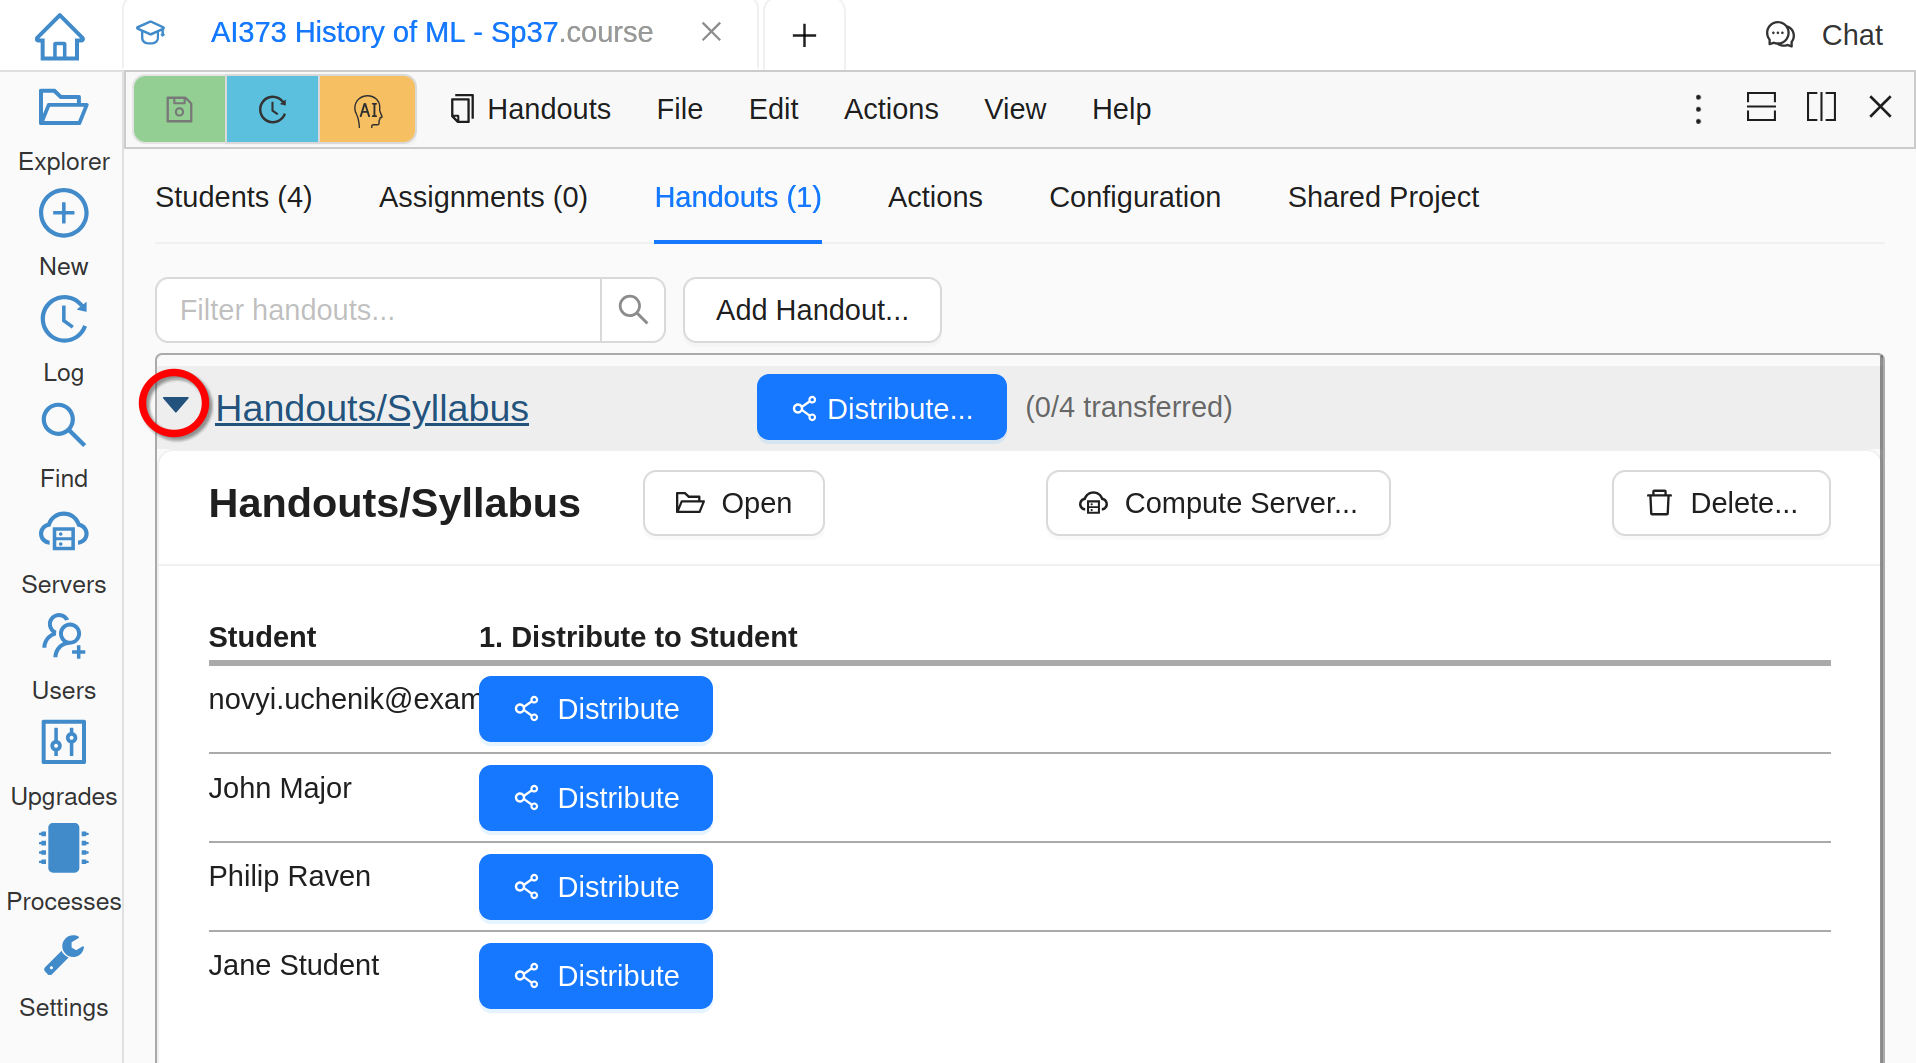 AI373 History of ML - Sp37.course
Chat
AI
Handouts File Edit Actions View Help
Explorer
New
Log
Find
Servers
Users
Upgrades
Processes
Settings
Students (4) Assignments (0) Handouts (1) Actions Configuration Shared Project
Filter handouts... Add Handout...
Handouts/Syllabus Distribute... (0/4 transferred)
Handouts/Syllabus Open Compute Server... Delete...
Student 1. Distribute to Student
novyi.uchenik@exam Distribute
John Major Distribute
Philip Raven Distribute
Jane Student Distribute